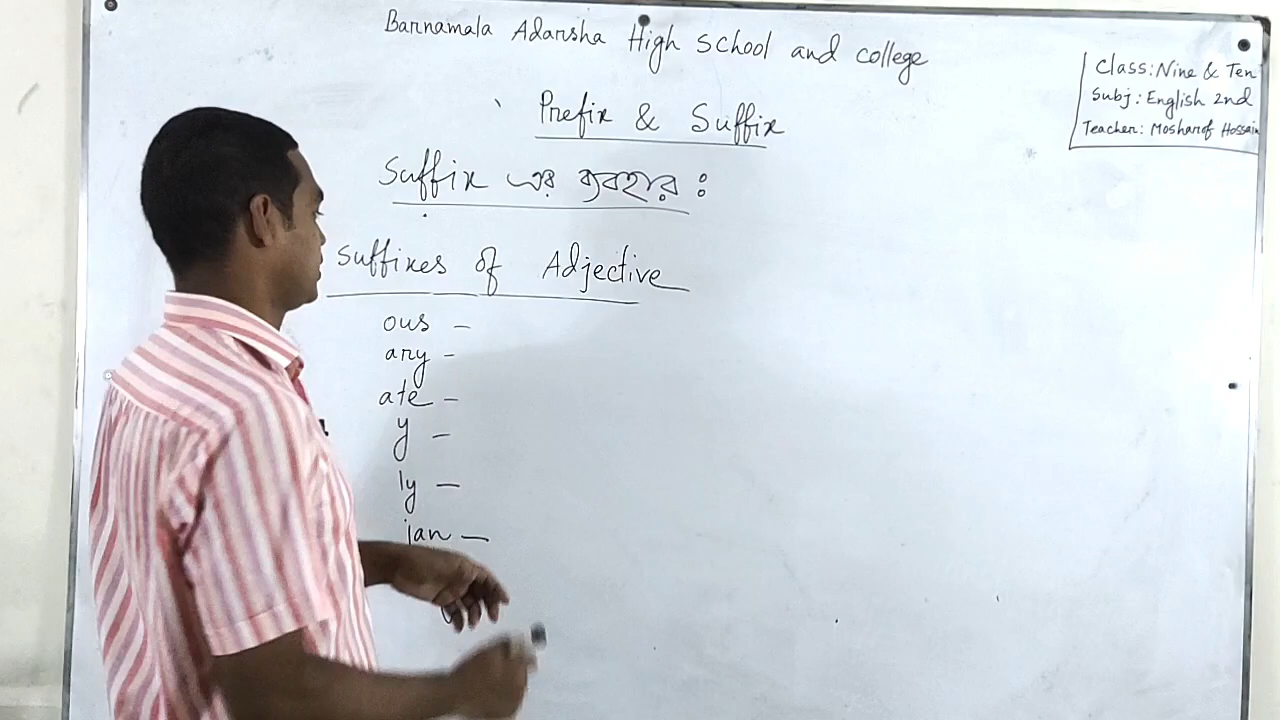 Barnamala Adarsha High School and college
Class: Nine & Ten
Subj: English 2nd
Teacher: Mosharof Hossain
Prefix & Suffix
Suffix এর ব্যবহার :
Suffixes of Adjective
ous –
ary –
ate –
y –
ly –
ian –